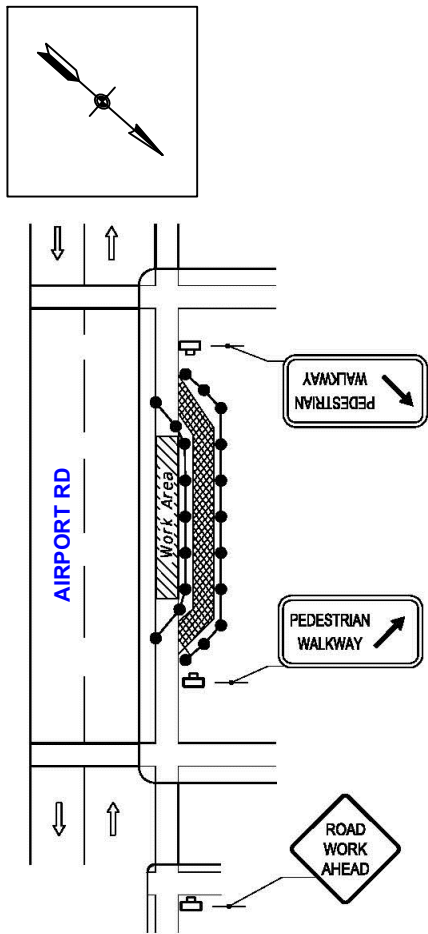 PEDESTRIAN
WALKWAY
AIRPORT RD
Work Area
PEDESTRIAN
WALKWAY
ROAD
WORK
AHEAD